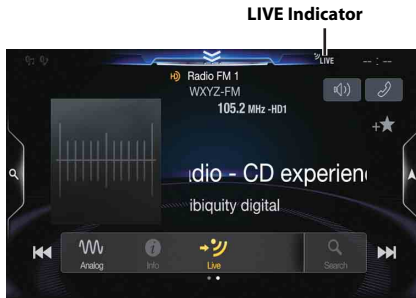 LIVE Indicator
LIVE
-- : --
Radio FM 1
WXYZ-FM
105.2 MHz -HD1
dio - CD experien
ibiquity digital
Analog
Info
Live
Search